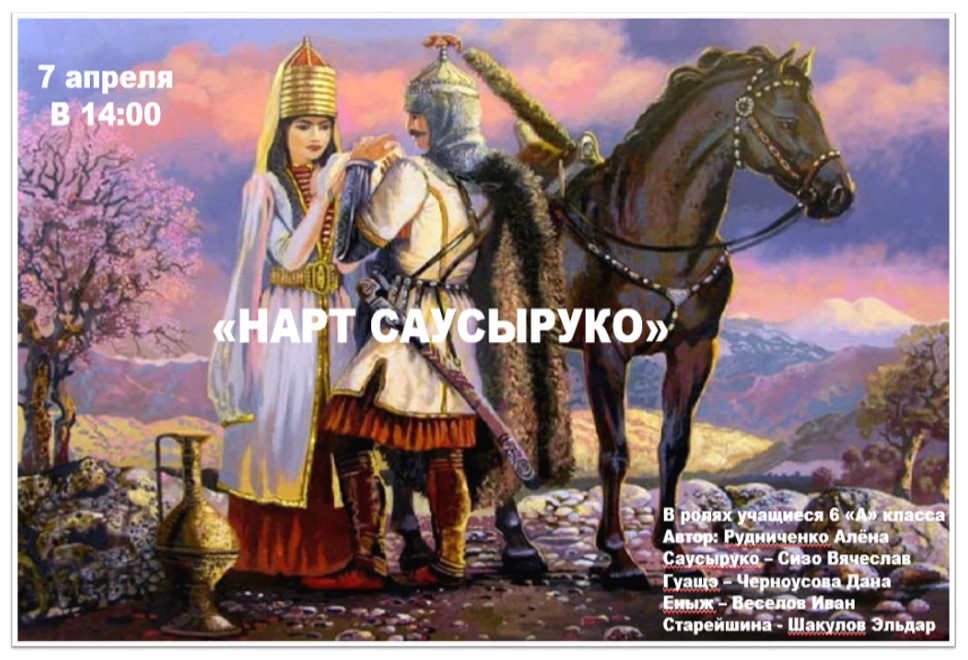 7 апреля
В 14:00
«НАРТ САУСЫРУКО»
В ролях учащиеся 6 «А» класса
Автор: Рудниченко Алёна
Саусыруко – Сизо Вячеслав
Гуащэ – Черноусова Дана
Еныж – Веселов Иван
Старейшина - Шакулов Эльдар